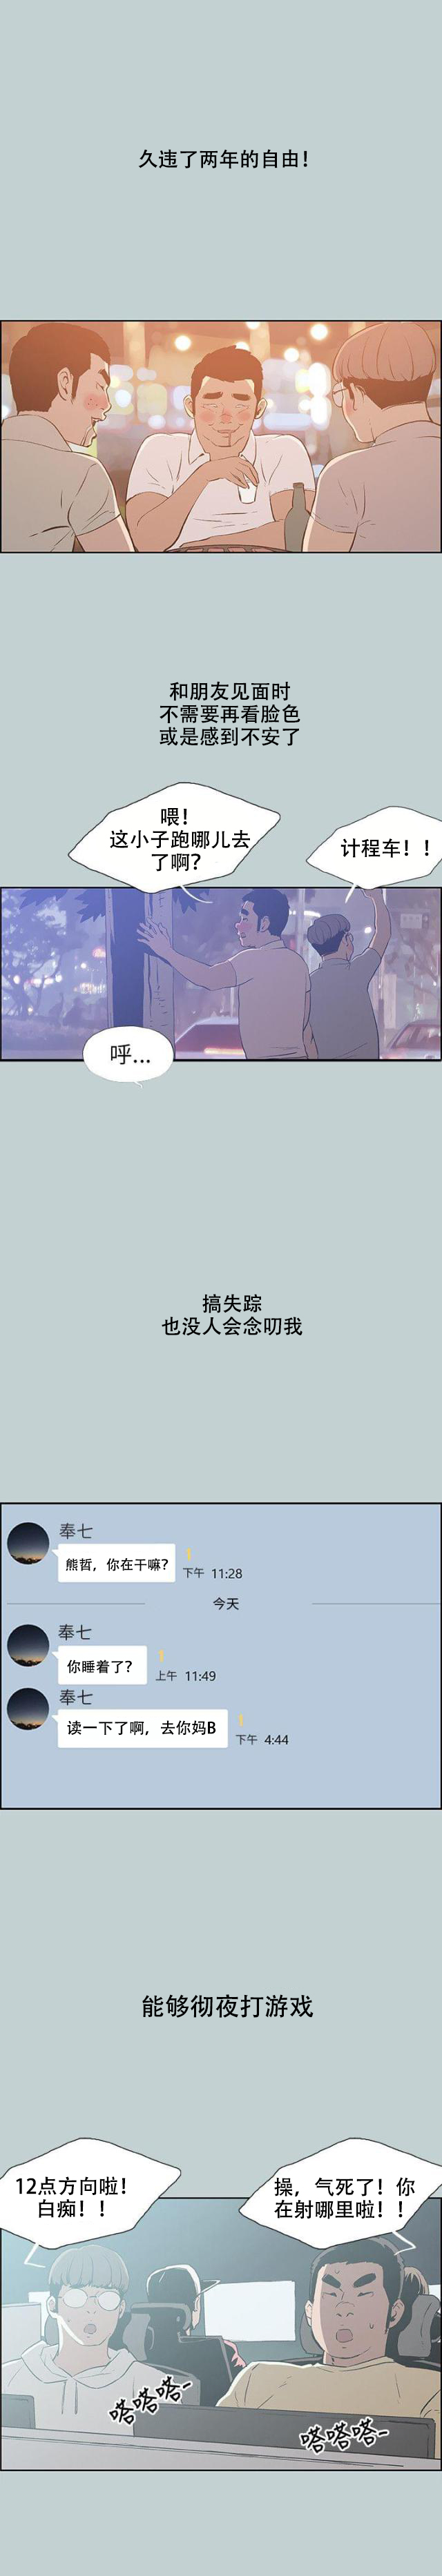 久违了两年的自由！
和朋友见面时
不需要再看脸色
或是感到不安了
喂！
这小子跑哪儿去
了啊？
计程车！！
呼...
搞失踪
也没人会念叨我
奉七
熊哲，你在干嘛？
1
下午 11:28
今天
奉七
你睡着了？
1
上午 11:49
奉七
读一下了啊，去你妈B
1
下午 4:44
能够彻夜打游戏
12点方向啦！
白痴！！
操，气死了！你
在射哪里啦！！
嗒嗒嗒-
嗒嗒嗒-